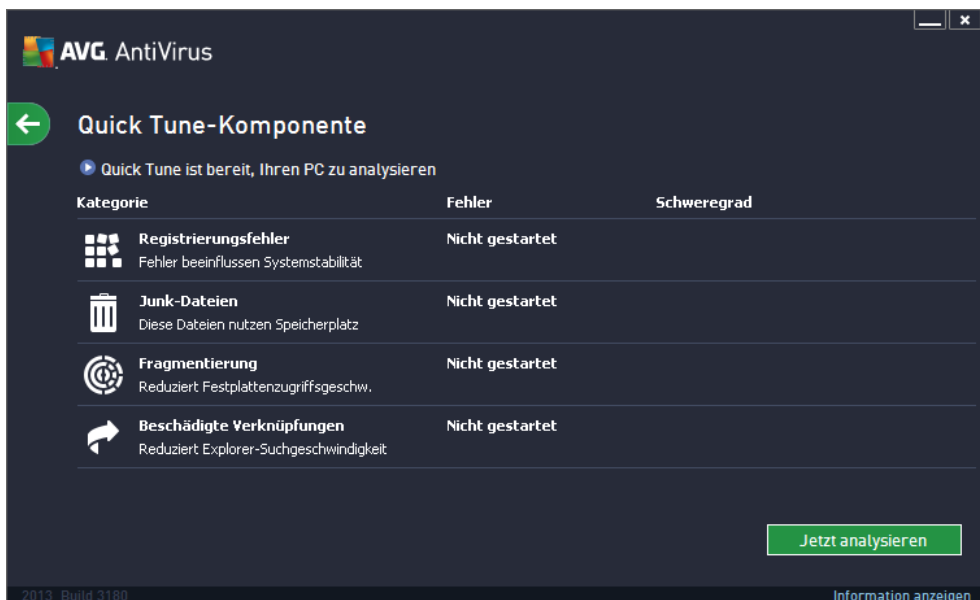 AVG. AntiVirus
Quick Tune-Komponente
Quick Tune ist bereit, Ihren PC zu analysieren
Kategorie Fehler Schweregrad
Registrierungsfehler Nicht gestartet
Fehler beeinflussen Systemstabilität
Junk-Dateien Nicht gestartet
Diese Dateien nutzen Speicherplatz
Fragmentierung Nicht gestartet
Reduziert Festplattenzugriffsgeschw.
Beschädigte Verknüpfungen Nicht gestartet
Reduziert Explorer-Suchgeschwindigkeit
Jetzt analysieren
2013 Build 3180 Information anzeigen